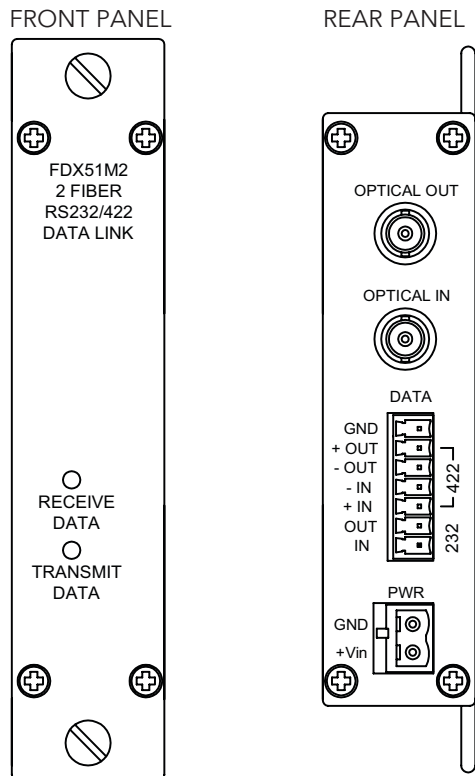 FRONT PANEL
FDX51M2
2 FIBER
RS232/422
DATA LINK
RECEIVE
DATA
TRANSMIT
DATA
REAR PANEL
OPTICAL OUT
OPTICAL IN
DATA
GND
+ OUT
- OUT
- IN
+ IN
OUT
IN
422
232
PWR
GND
+Vin